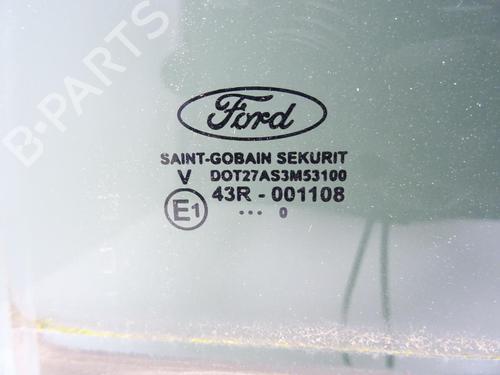 B-PARTS
Ford
SAINT-GOBAIN SEKURIT
V DOT27AS3M53100
E1 43R - 001108
... 0